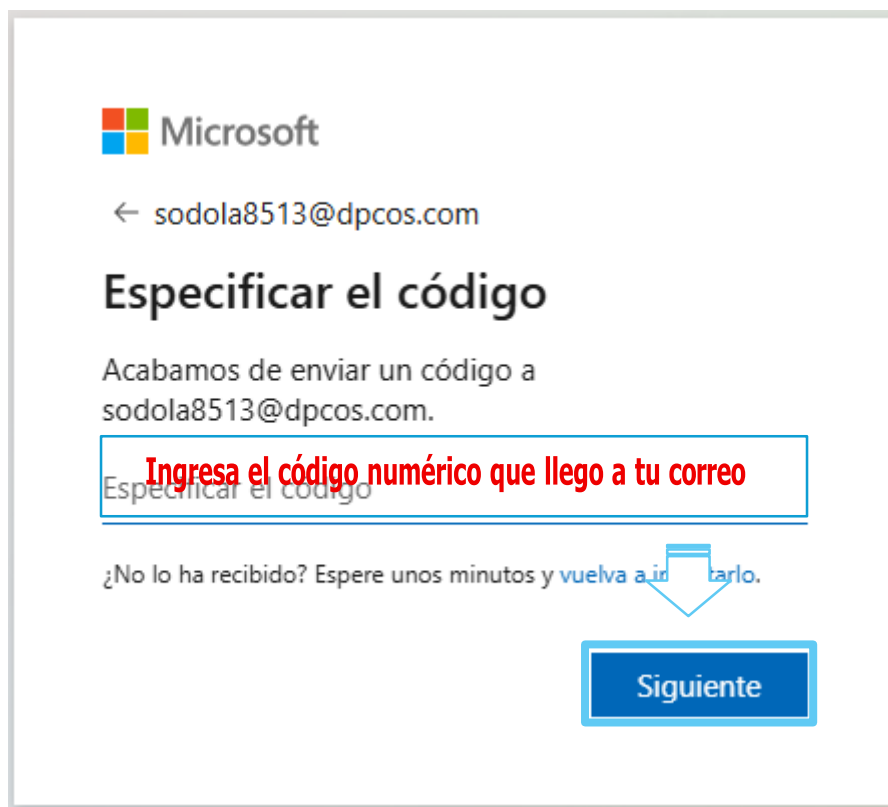 Microsoft
← sodola8513@dpcos.com
Especificar el código
Acabamos de enviar un código a
sodola8513@dpcos.com.
Ingresa el código numérico que llego a tu correo
Especificar el código
¿No lo ha recibido? Espere unos minutos y vuelva a
Siguiente